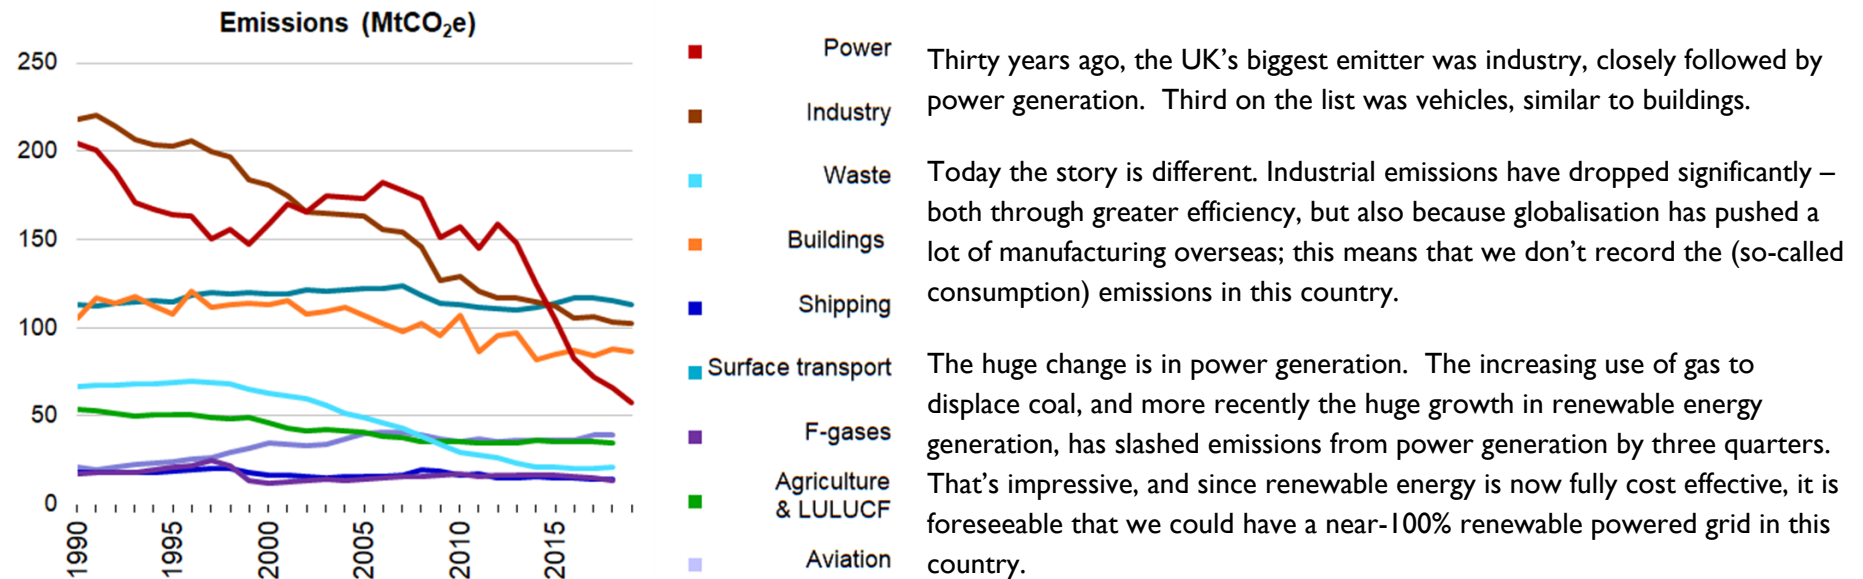 Emissions (MtCO₂e)
250
200
150
100
50
0
1990
1995
2000
2005
2010
2015
Power
Industry
Waste
Buildings
Shipping
Surface transport
F-gases
Agriculture
& LULUCF
Aviation
Thirty years ago, the UK’s biggest emitter was industry, closely followed by
power generation. Third on the list was vehicles, similar to buildings.
Today the story is different. Industrial emissions have dropped significantly –
both through greater efficiency, but also because globalisation has pushed a
lot of manufacturing overseas; this means that we don’t record the (so-called
consumption) emissions in this country.
The huge change is in power generation. The increasing use of gas to
displace coal, and more recently the huge growth in renewable energy
generation, has slashed emissions from power generation by three quarters.
That’s impressive, and since renewable energy is now fully cost effective, it is
foreseeable that we could have a near-100% renewable powered grid in this
country.